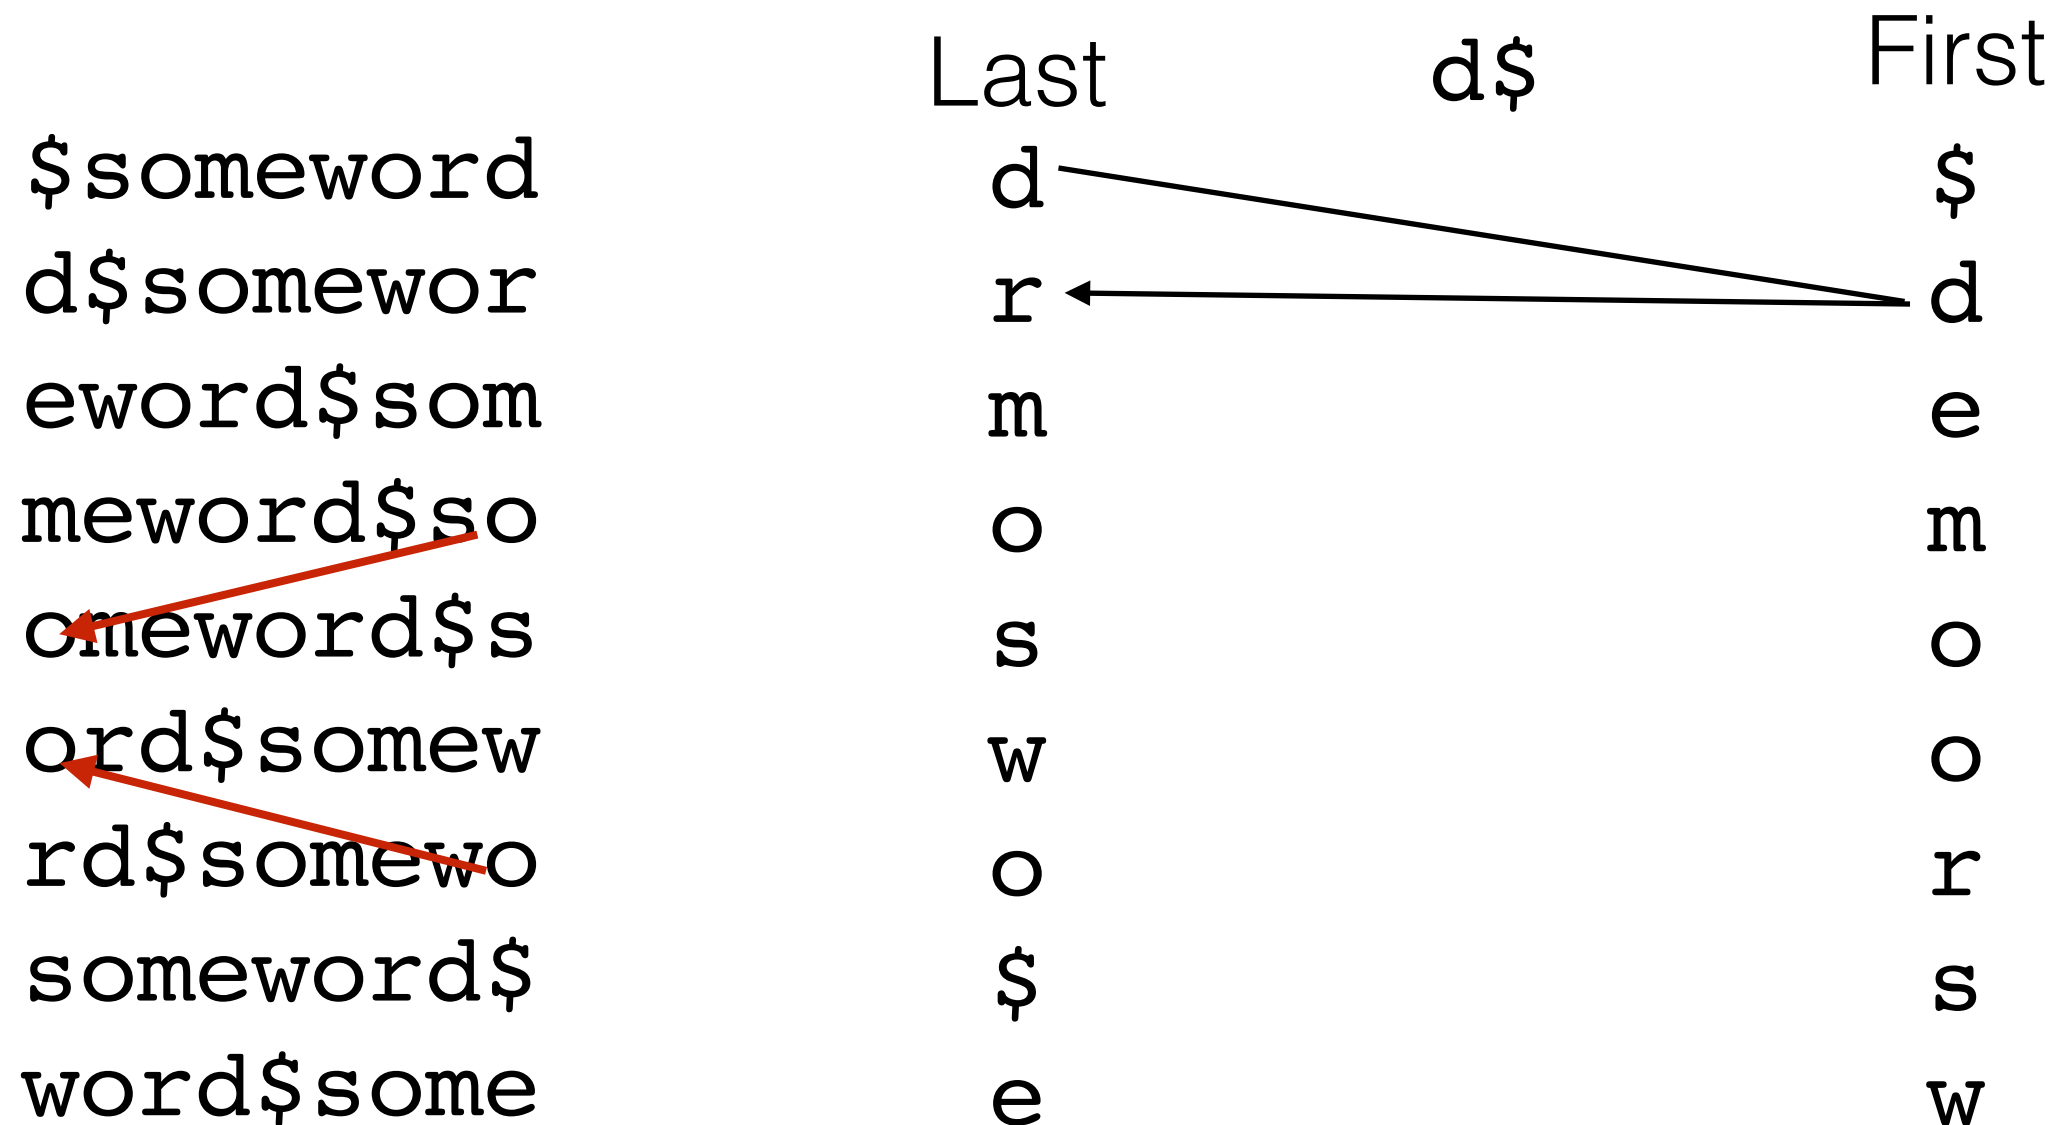 Last d$ First
$someword d $
d$somewor r d
eword$som m e
meword$so o m
omeword$s s o
ord$somew w o
rd$somewo o r
someword$ $ s
word$some e w